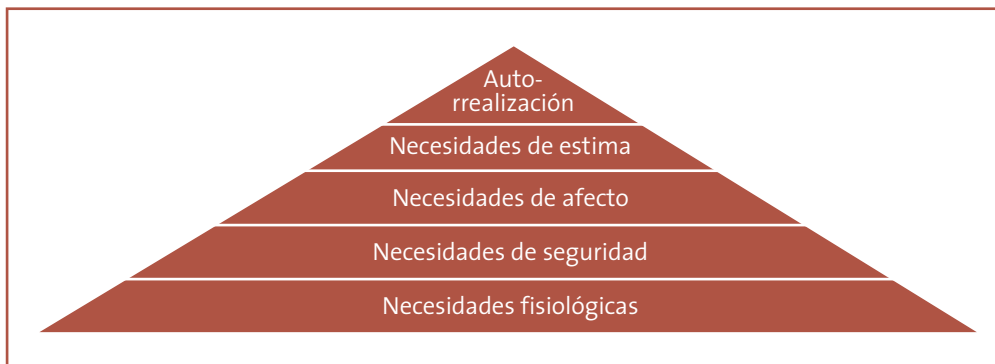 Auto-
rrealización
Necesidades de estima
Necesidades de afecto
Necesidades de seguridad
Necesidades fisiológicas